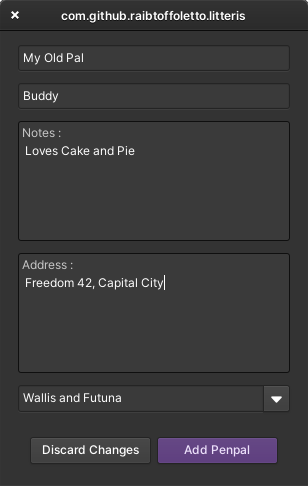 com.github.raibtoffoletto.litteris
My Old Pal
Buddy
Notes :
Loves Cake and Pie
Address :
Freedom 42, Capital City
Wallis and Futuna
Discard Changes
Add Penpal